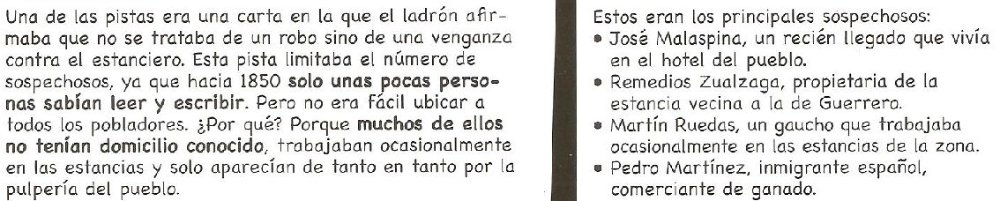 Una de las pistas era una carta en la que el ladrón afir-
maba que no se trataba de un robo sino de una venganza
contra el estanciero. Esta pista limitaba el número de
sospechosos, ya que hacia 1850 solo unas pocas perso-
nas sabían leer y escribir. Pero no era fácil ubicar a
todos los pobladores. ¿Por qué? Porque muchos de ellos
no tenían domicilio conocido, trabajaban ocasionalmente
en las estancias y solo aparecían de tanto en tanto por la
pulpería del pueblo.
Estos eran los principales sospechosos:
• José Malaspina, un recién llegado que vivía
en el hotel del pueblo.
• Remedios Zualzaga, propietaria de la
estancia vecina a la de Guerrero.
• Martín Ruedas, un gaucho que trabajaba
ocasionalmente en las estancias de la zona.
• Pedro Martínez, inmigrante español,
comerciante de ganado.